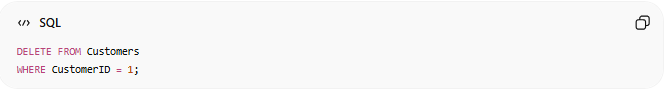 SQL
DELETE FROM Customers
WHERE CustomerID = 1;